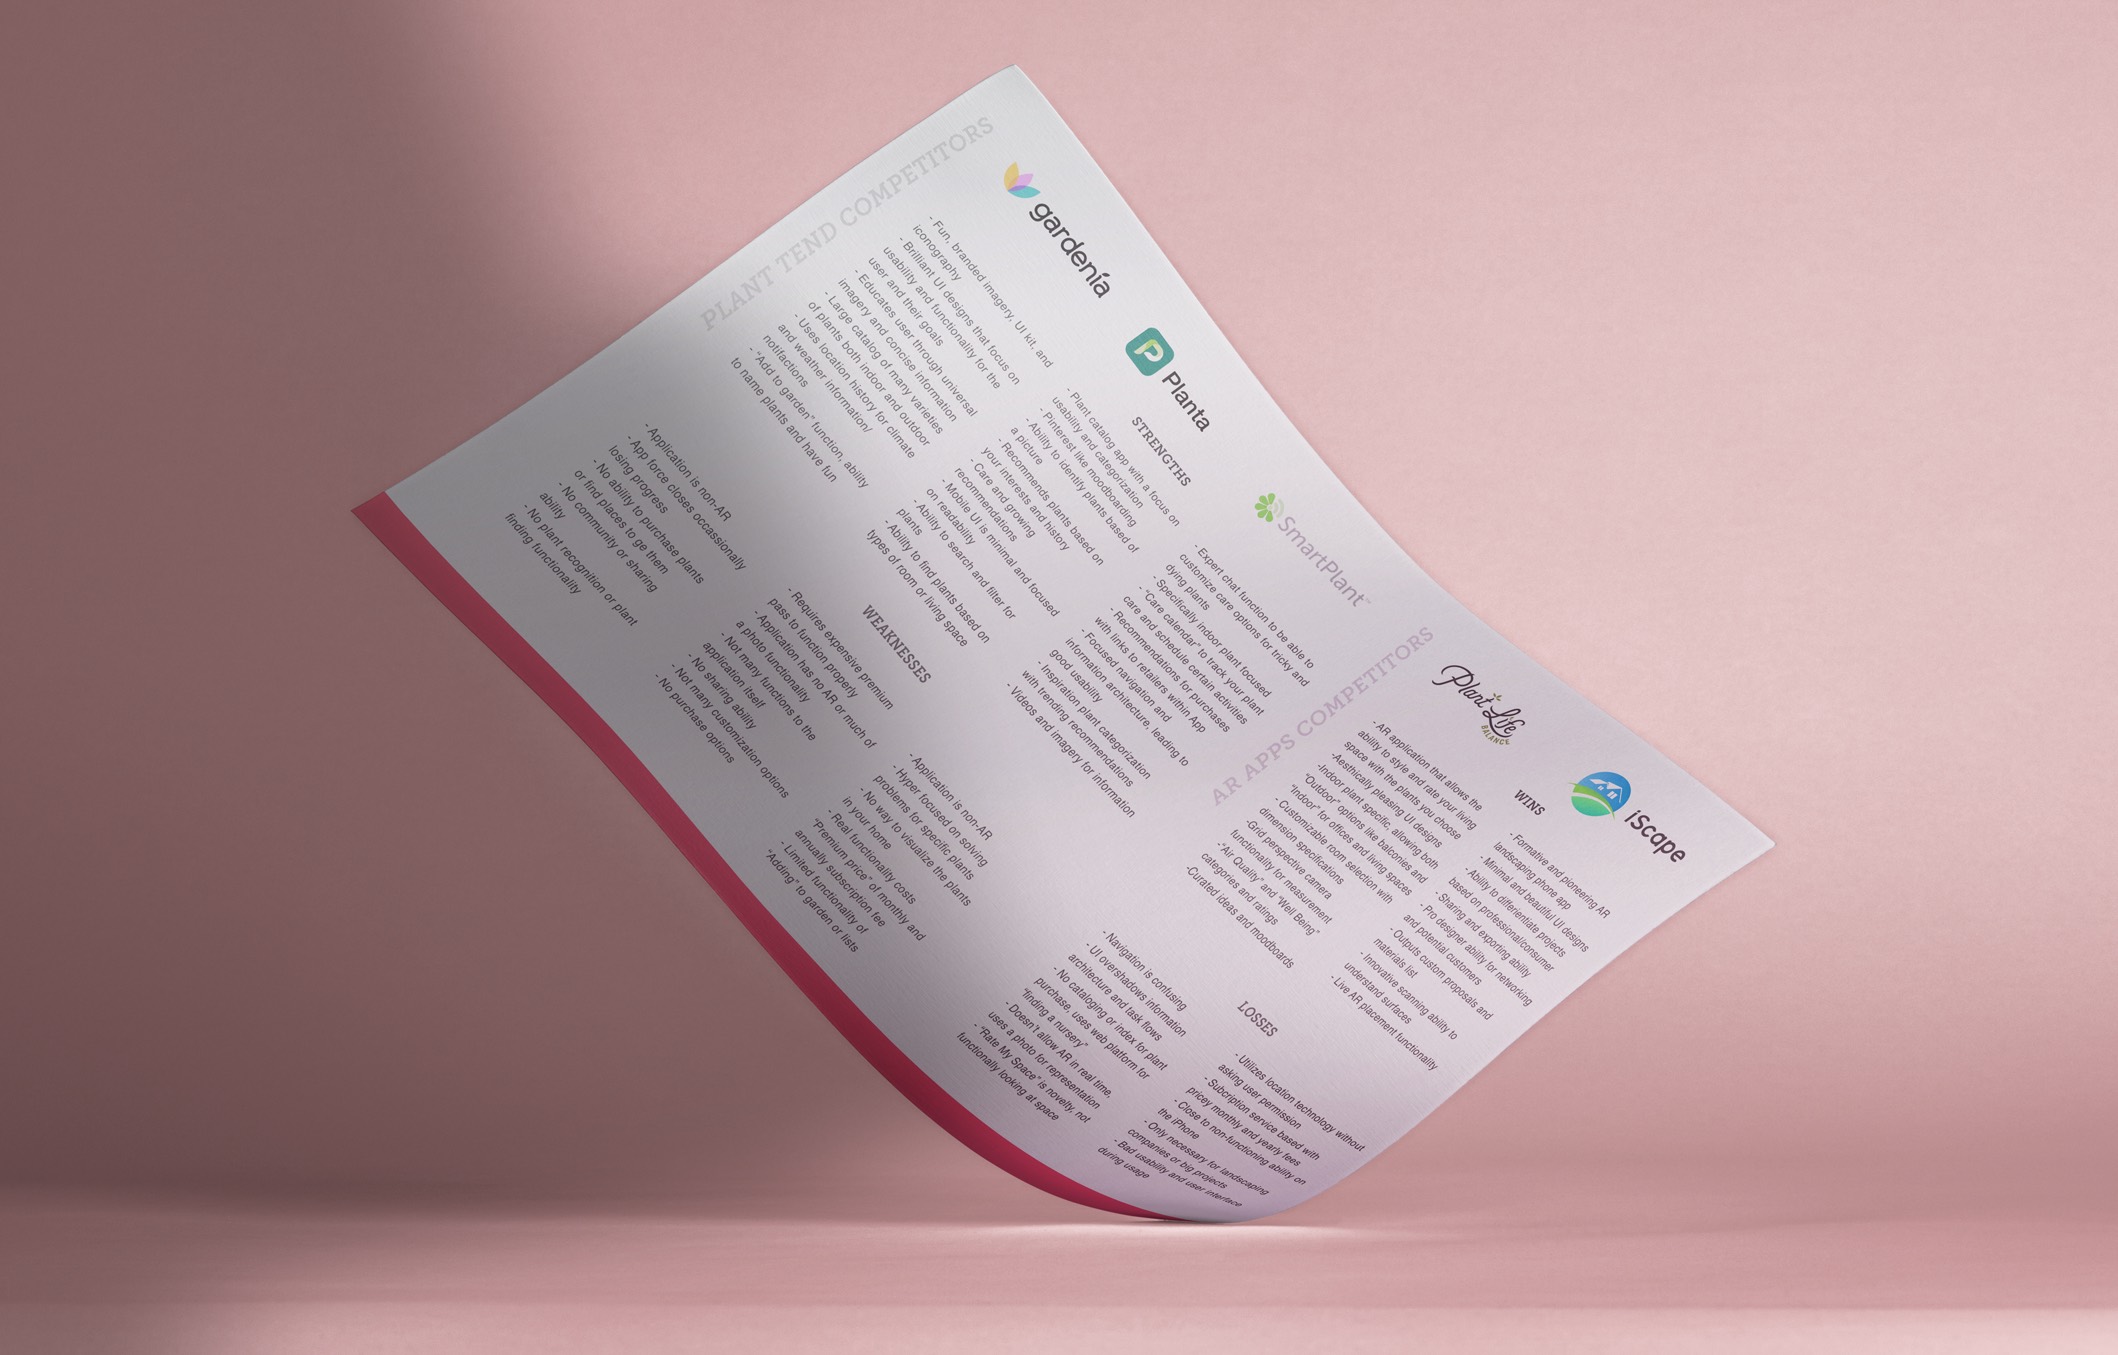 PLANT TEND COMPETITORS
gardenia
- Fun, branded imagery, UI kit, and
iconography
- Brilliant UI designs that focus on
usability and functionality for the
user and their goals
- Educates user through universal
imagery and concise information
- Large catalog of many varieties
of plants both indoor and outdoor
- Uses location history for climate
and weather information/
notifactions
- "Add to garden" function, ability
to name plants and have fun
Planta
STRENGTHS
- Plant catalog app with a focus on
usability and categorization
- Pinterest like moodboarding
- Ability to identify plants based of
a picture
- Recommends plants based on
your interests and history
- Care and growing
recommendations
- Mobile UI is minimal and focused
on readability
- Ability to search and filter for
plants
- Ability to find plants based on
types of room or living space
SmartPlant™
- Expert chat function to be able to
customize care options for tricky and
dying plants
- Specifically indoor plant focused
- "Care calendar" to track your plant
care and schedule certain activities
- Recommendations for purchases
with links to retailers within App
- Focused navigation and
information architecture, leading to
good usability
- Inspiration plant categorization
with trending recommendations
- Videos and imagery for information
WEAKNESSES
- Application is non-AR
- App force closes occassionally
losing progress
- No ability to purchase plants
or find places to ge them
- No community or sharing
ability
- No plant recognition or plant
finding functionality
- Requires expensive premium
pass to function properly
- Application has no AR or much of
a photo functionality
- Not many functions to the
application itself
- No sharing ability
- Not many customization options
- No purchase options
- Application is non-AR
- Hyper focused on solving
problems for specific plants
- No way to visualize the plants
in your home
- Real functionality costs
"Premium price" of monthly and
annually subscription fee
- Limited functionality of
"Adding" to garden or lists
AR APPS COMPETITORS
Plant Life
BALANCE
iScape
WINS
- AR application that allows the
ability to style and rate your living
space with the plants you choose
-Aesthically pleasing UI designs
-Indoor plant specific, allowing both
"Outdoor" options like balconies and
"Indoor" for offices and living spaces
- Customizable room selection with
dimension specifications
-Grid perspective camera
functionality for measurement
-"Air Quality" and "Well Being"
categories and ratings
-Curated ideas and moodboards
- Formative and pioneering AR
landscaping phone app
- Minimal and beautiful UI designs
- Ability to differientiate projects
based on professional/consumer
- Sharing and exporting ability
- Pro designer ability for networking
and potential customers
- Outputs custom proposals and
materials list
- Innovative scanning ability to
understand surfaces
- Live AR placement functionality
LOSSES
- Navigation is confusing
- UI overshadows information
architecture and task flows
- No cataloging or index for plant
purchase, uses web platform for
"finding a nursery"
- Doesn't allow AR in real time,
uses a photo for representation
- "Rate My Space" is novelty, not
functionally looking at space
- Utilizes location technology without
asking user permission
- Subcription service based with
pricey monthly and yearly fees
- Close to non-functioning ability on
the iPhone
- Only necessary for landscaping
companies or big projects
- Bad usability and user interface
during usage